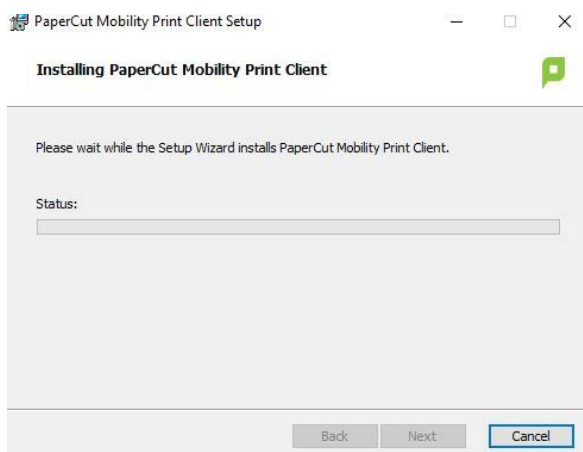 PaperCut Mobility Print Client Setup
Installing PaperCut Mobility Print Client
Please wait while the Setup Wizard installs PaperCut Mobility Print Client.
Status:
Back Next Cancel